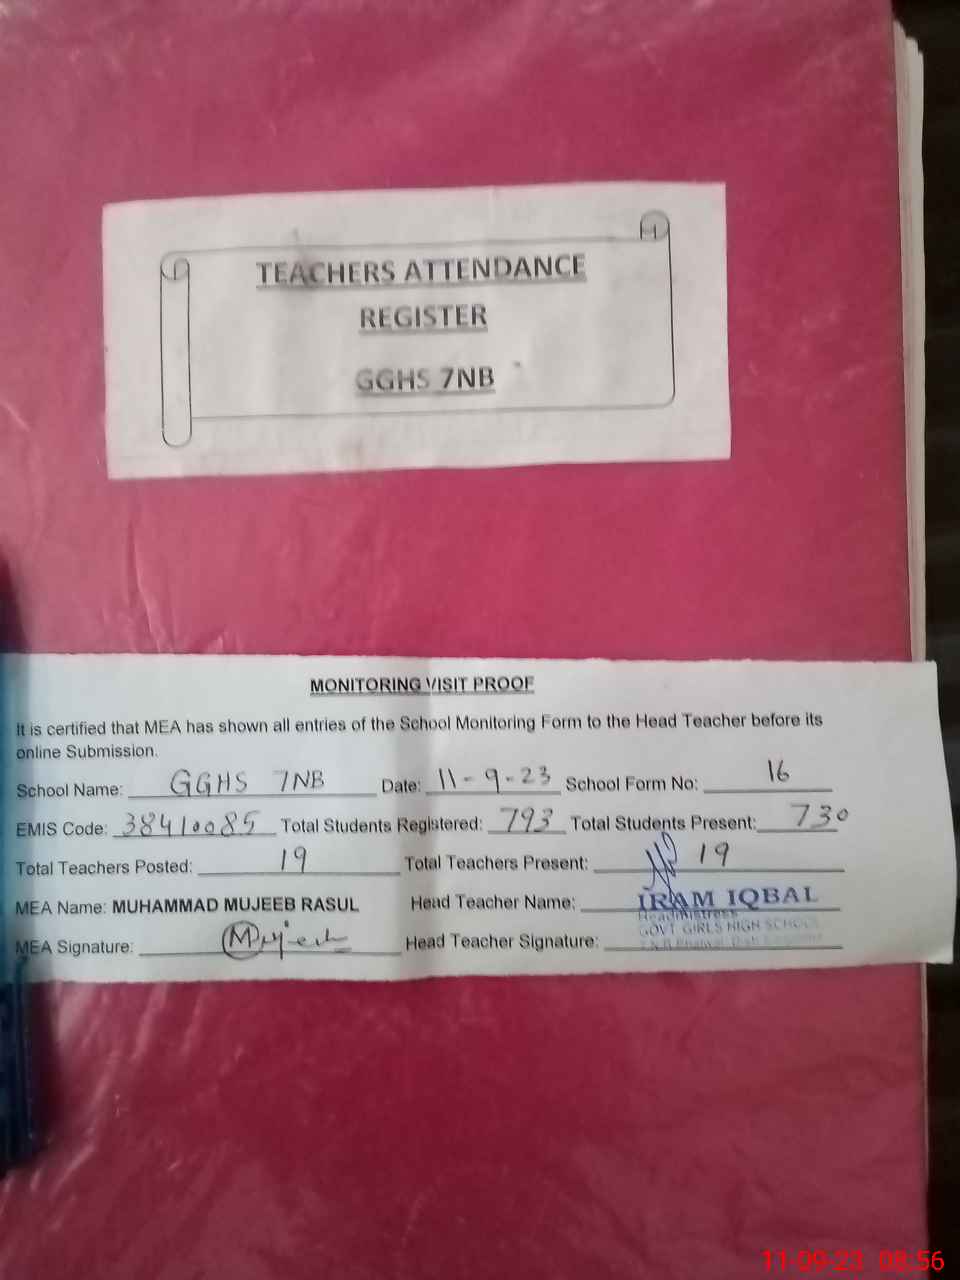 TEACHERS ATTENDANCE
REGISTER
GGHS 7NB
MONITORING VISIT PROOF
It is certified that MEA has shown all entries of the School Monitoring Form to the Head Teacher before its
online Submission.
School Name: GGHS 7NB Date: 11-9-23 School Form No: 16
EMIS Code: 38410085 Total Students Registered: 793 Total Students Present: 730
Total Teachers Posted: 19 Total Teachers Present: 19
MEA Name: MUHAMMAD MUJEEB RASUL Head Teacher Name: IRAM IQBAL
Headmistress
GOVT GIRLS HIGH SCHOOL
MEA Signature: Mujeeb Head Teacher Signature:
11-09-23 08:56